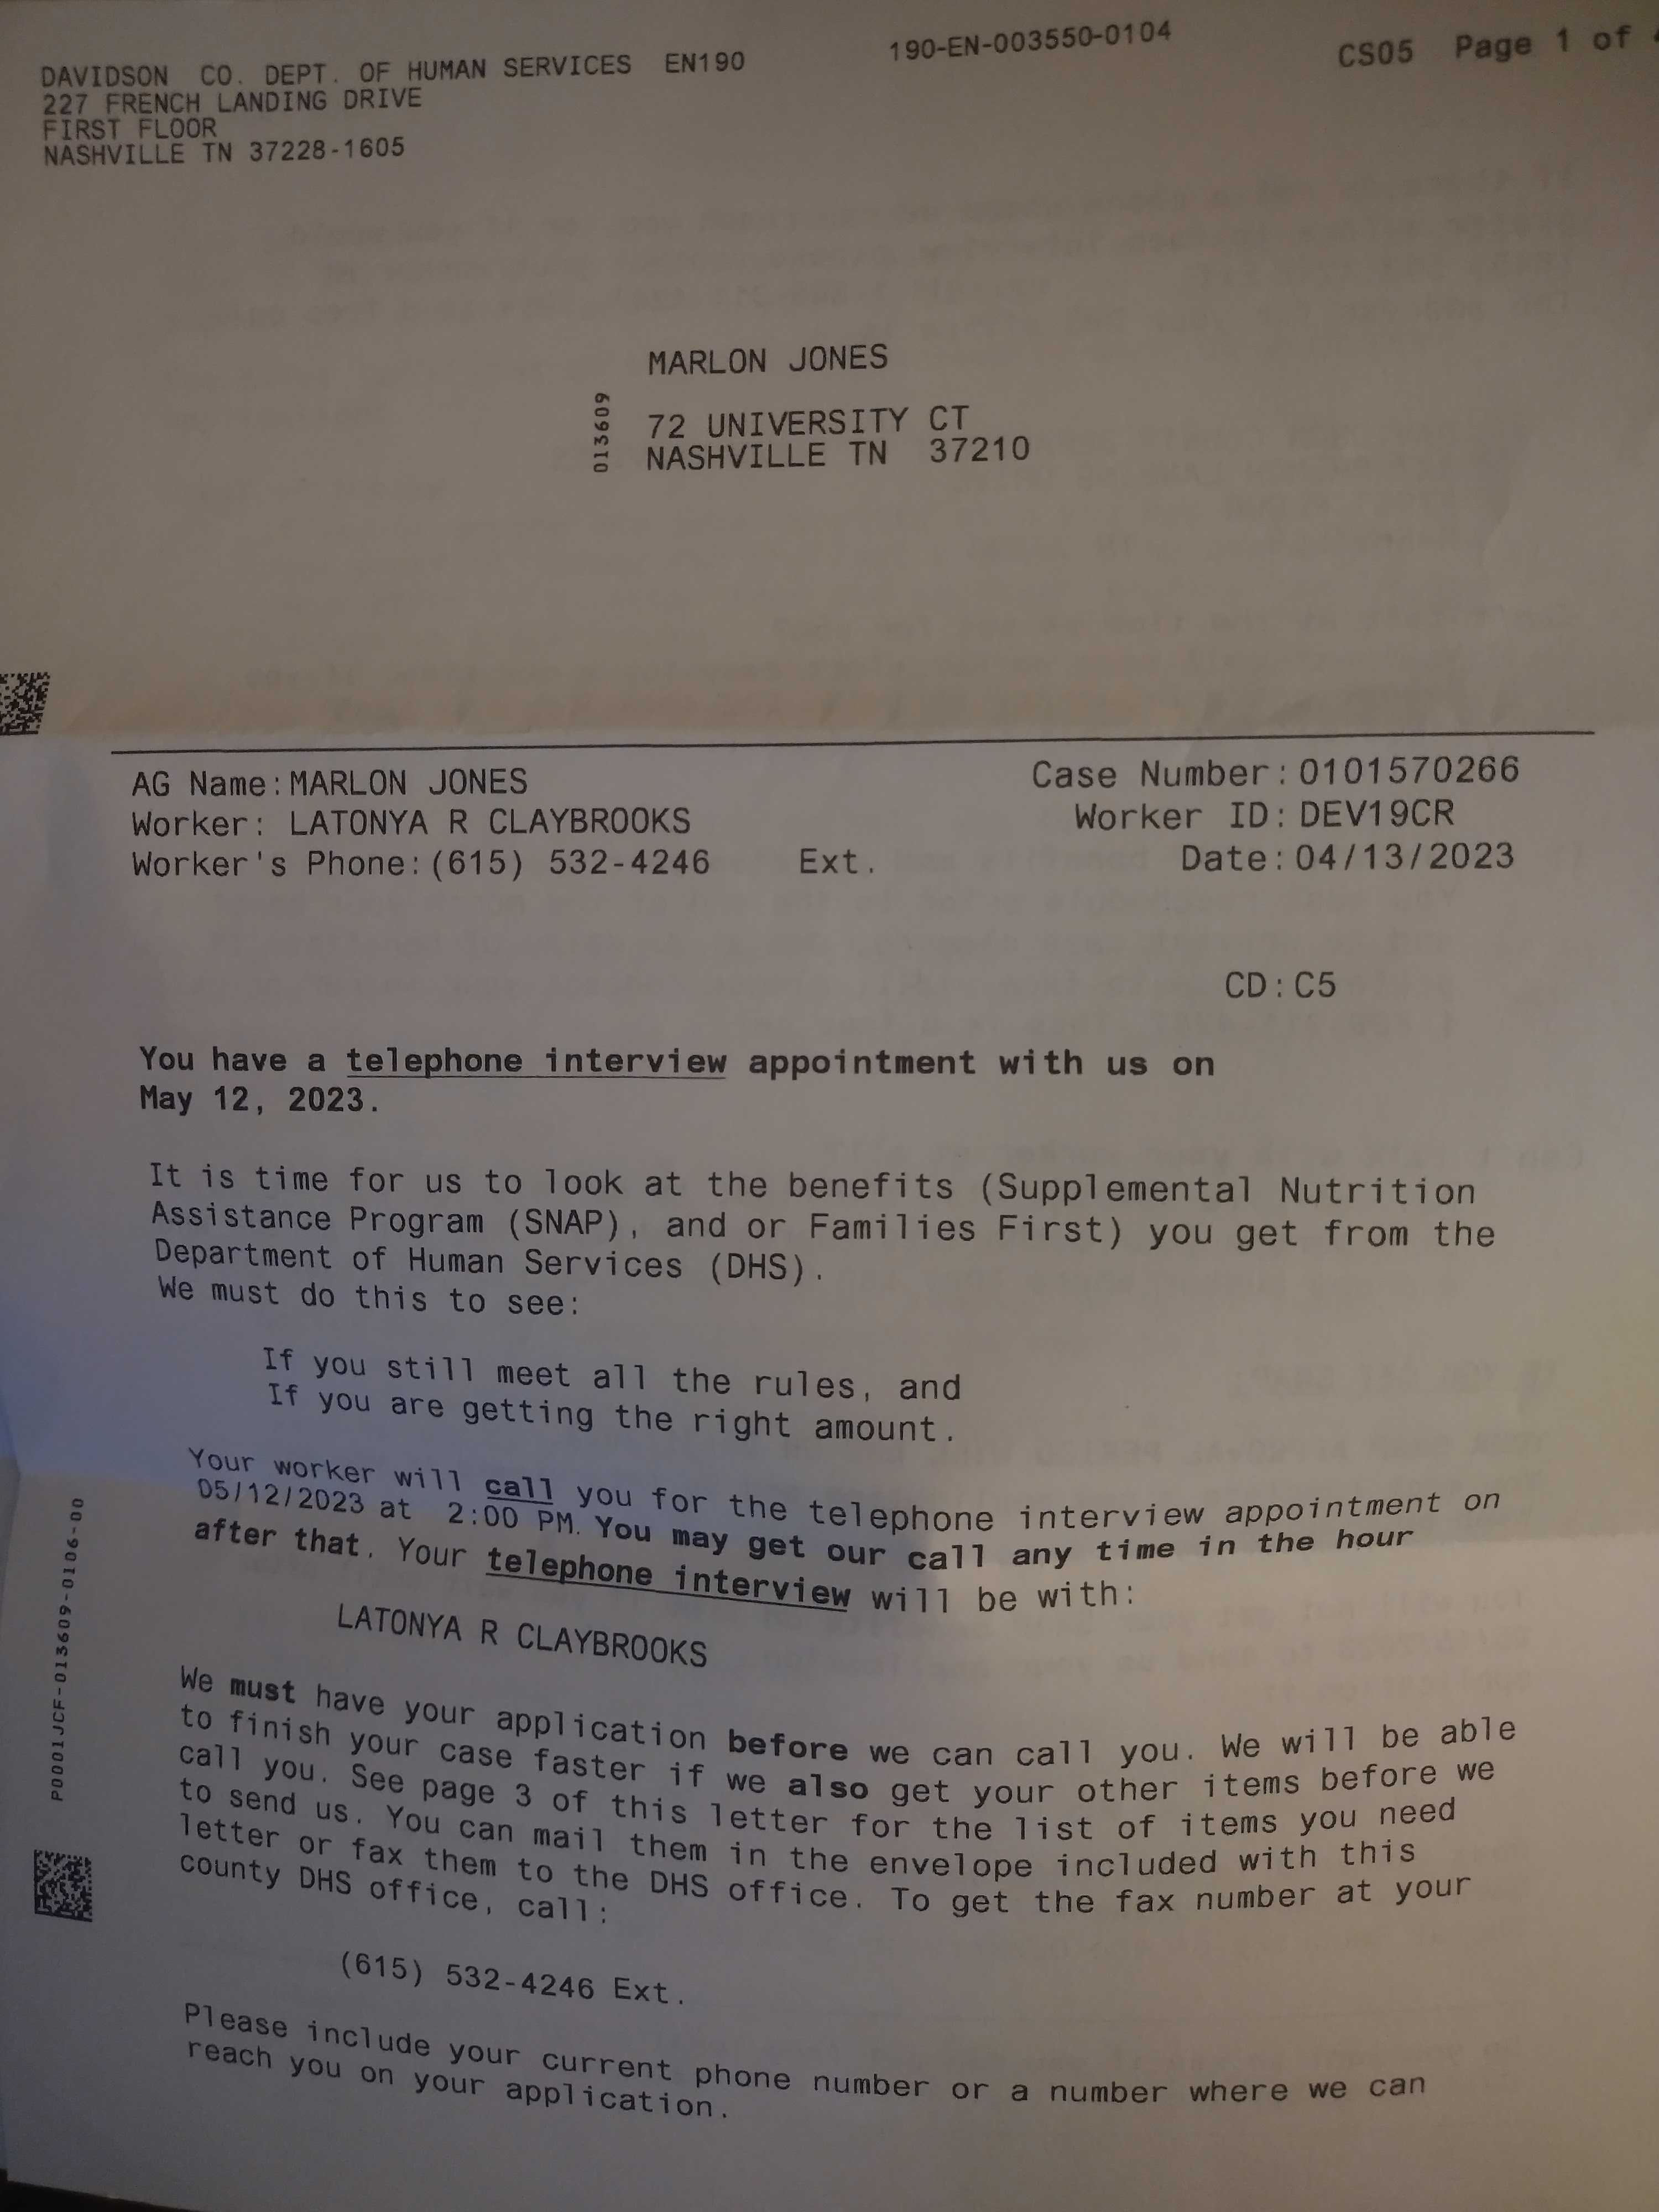 DAVIDSON CO. DEPT. OF HUMAN SERVICES EN190
190-EN-003550-0104
CS05 Page 1 of
227 FRENCH LANDING DRIVE
FIRST FLOOR
NASHVILLE TN 37228-1605
MARLON JONES
013609
72 UNIVERSITY CT
NASHVILLE TN 37210
AG Name: MARLON JONES
Case Number: 0101570266
Worker: LATONYA R CLAYBROOKS
Worker ID: DEV19CR
Worker's Phone: (615) 532-4246 Ext.
Date: 04/13/2023
CD: C5
You have a telephone interview appointment with us on
May 12, 2023.
It is time for us to look at the benefits (Supplemental Nutrition
Assistance Program (SNAP), and or Families First) you get from the
Department of Human Services (DHS).
We must do this to see:
If you still meet all the rules, and
If you are getting the right amount.
Your worker will call you for the telephone interview appointment on
05/12/2023 at 2:00 PM. You may get our call any time in the hour
after that. Your telephone interview will be with:
LATONYA R CLAYBROOKS
We must have your application before we can call you. We will be able
to finish your case faster if we also get your other items before we
call you. See page 3 of this letter for the list of items you need
to send us. You can mail them in the envelope included with this
letter or fax them to the DHS office. To get the fax number at your
county DHS office, call:
(615) 532-4246 Ext.
Please include your current phone number or a number where we can
reach you on your application.
P0001JCF-013609-0106-00